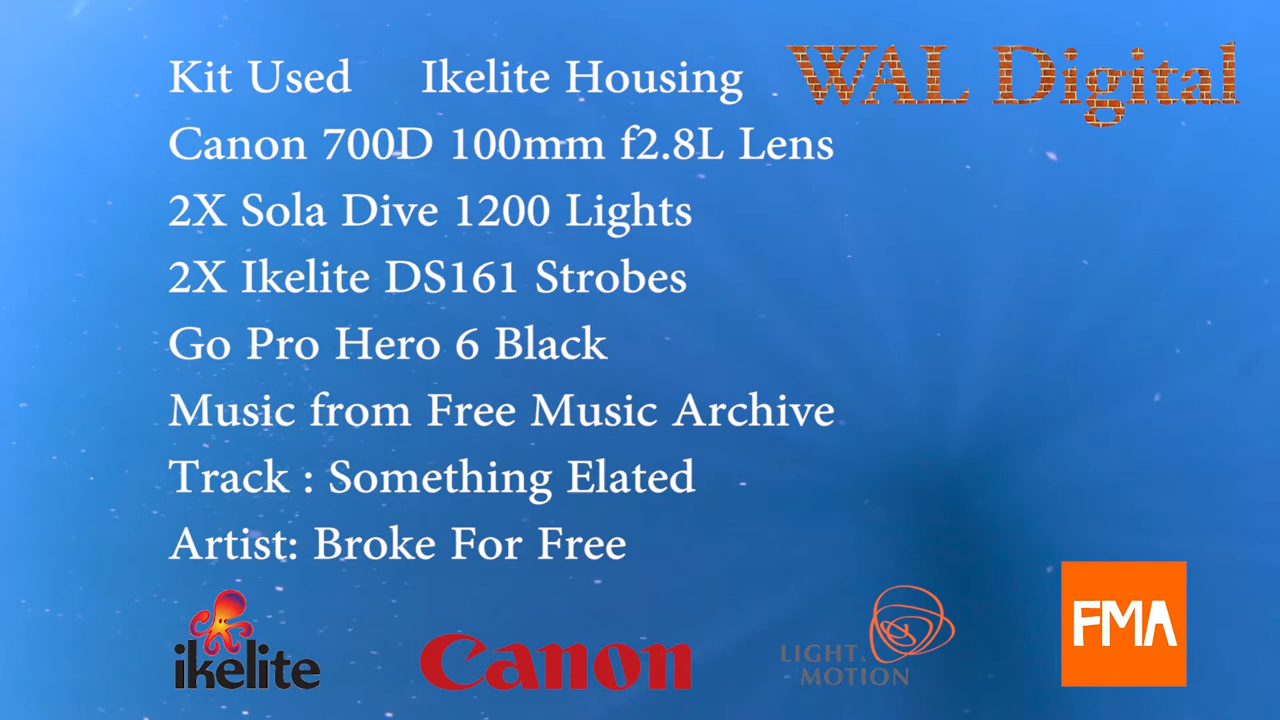 Kit Used Ikelite Housing
WAL Digital
Canon 700D 100mm f2.8L Lens
2X Sola Dive 1200 Lights
2X Ikelite DS161 Strobes
Go Pro Hero 6 Black
Music from Free Music Archive
Track : Something Elated
Artist: Broke For Free
ikelite
Canon
LIGHT &
MOTION
FMA